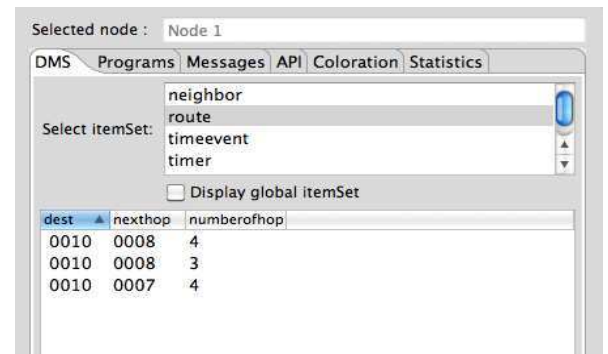 Selected node : Node 1
DMS Programs Messages API Coloration Statistics
Select itemSet:
neighbor
route
timeevent
timer
Display global itemSet
dest nexthop numberofhop
0010 0008 4
0010 0008 3
0010 0007 4